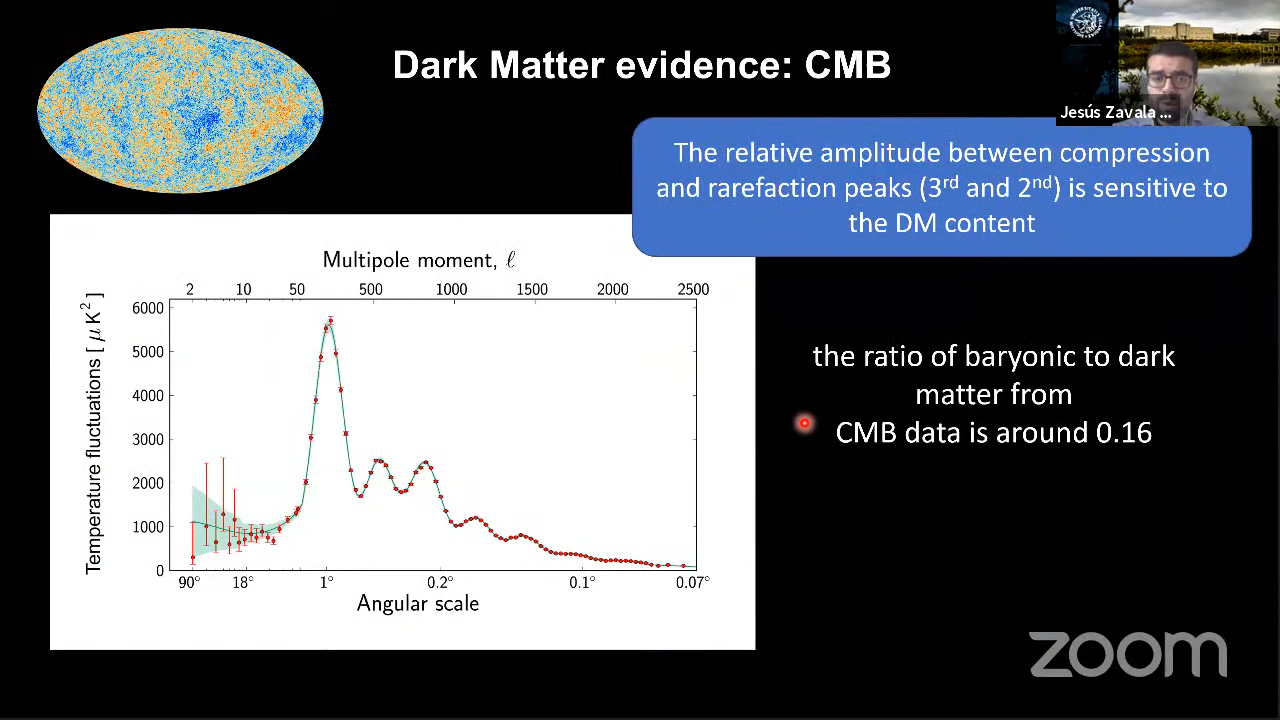 Dark Matter evidence: CMB
Jesús Zavala ...
The relative amplitude between compression
and rarefaction peaks (3rd and 2nd) is sensitive to
the DM content
Multipole moment, ℓ
2 10 50 500 1000 1500 2000 2500
Temperature fluctuations [ μ K2 ]
6000
5000
4000
3000
2000
1000
0
90° 18° 1° 0.2° 0.1° 0.07°
Angular scale
the ratio of baryonic to dark
matter from
CMB data is around 0.16
zoom